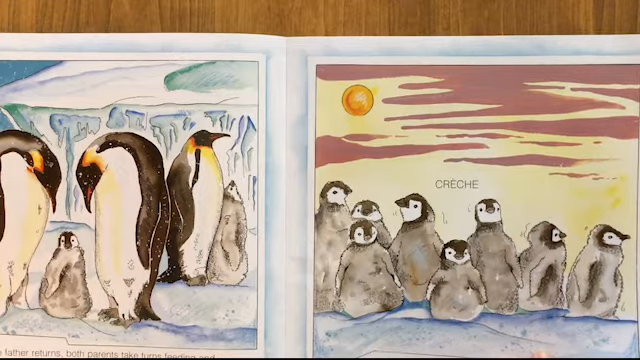 CRÈCHE
father returns, both parents take turns feeding and